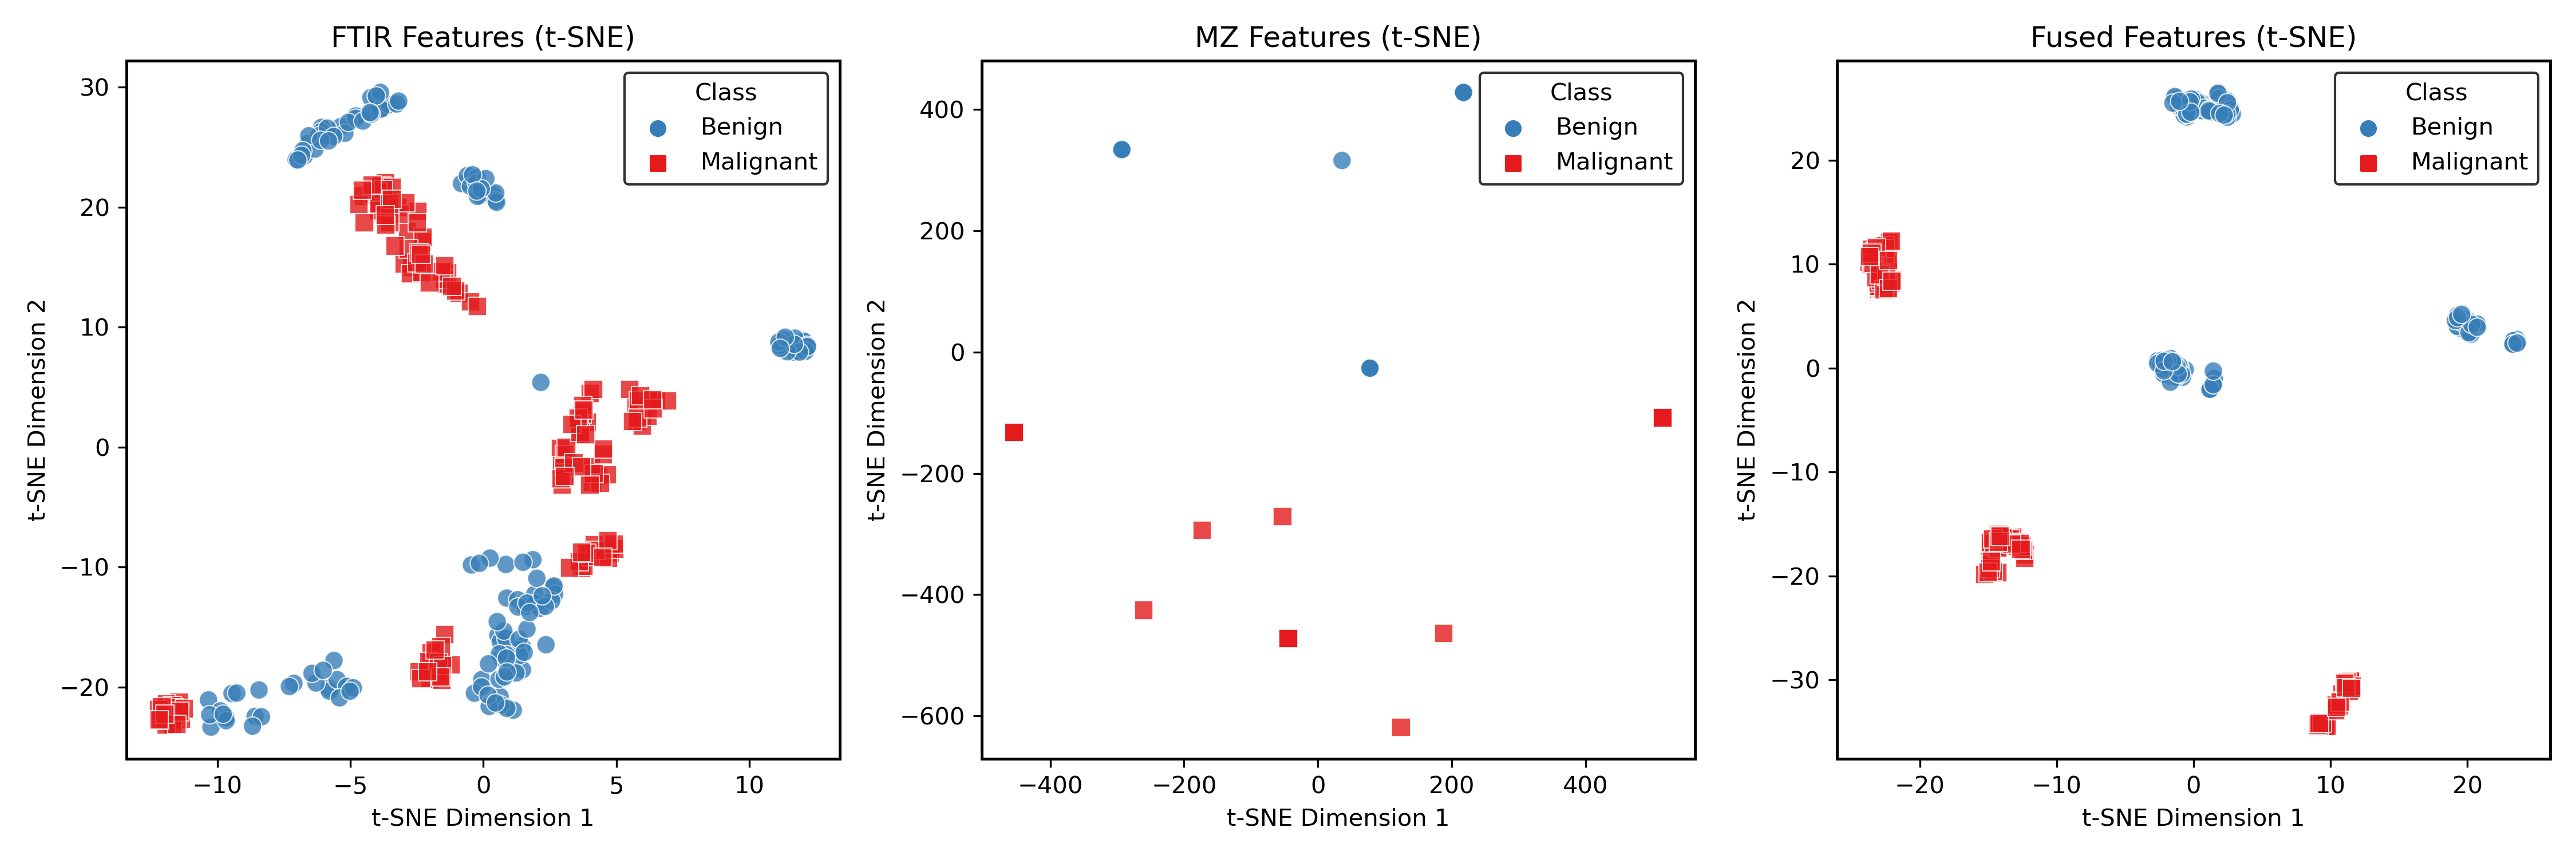 FTIR Features (t-SNE)
Class
Benign
Malignant
30
20
10
0
−10
−20
t-SNE Dimension 2
−10
−5
0
5
10
t-SNE Dimension 1
MZ Features (t-SNE)
Class
Benign
Malignant
400
200
0
−200
−400
−600
t-SNE Dimension 2
−400
−200
0
200
400
t-SNE Dimension 1
Fused Features (t-SNE)
Class
Benign
Malignant
20
10
0
−10
−20
−30
t-SNE Dimension 2
−20
−10
0
10
20
t-SNE Dimension 1